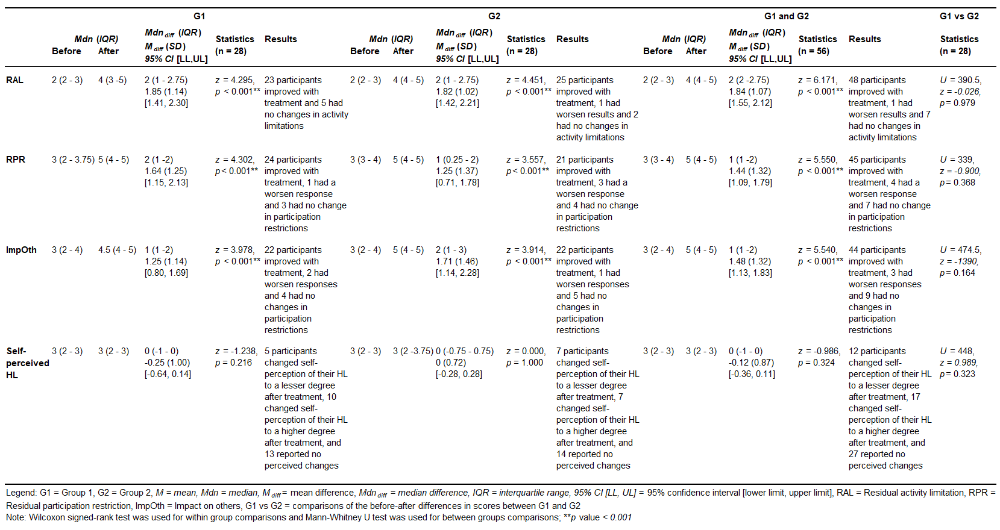 G1 G2 G1 and G2 G1 vs G2
Mdn (IQR) Mdn diff (IQR) Statistics Results Mdn (IQR) Mdn diff (IQR) Statistics Results Mdn (IQR) Mdn diff (IQR) Statistics Results Statistics
Before After M diff (SD) (n = 28) Before After M diff (SD) (n = 28) Before After M diff (SD) (n = 56) (n = 28)
95% CI [LL,UL] 95% CI [LL,UL] 95% CI [LL,UL]
RAL 2 (2 - 3) 4 (3 -5) 2 (1 - 2.75) z = 4.295, 23 participants 2 (2 - 3) 4 (4 - 5) 2 (1 - 2.75) z = 4.451, 25 participants 2 (2 - 3) 4 (4 - 5) 2 (2 -2.75) z = 6.171, 48 participants U = 390.5,
1.85 (1.14) p < 0.001** improved with 1.82 (1.02) p < 0.001** improved with 1.84 (1.07) p < 0.001** improved with z = -0.026,
[1.41, 2.30] treatment and 5 had [1.42, 2.21] treatment, 1 had [1.55, 2.12] treatment, 1 had p = 0.979
no changes in activity worsen results and 2 worsen results and 7
limitations had no changes in had no changes in
activity limitations activity limitations
RPR 3 (2 - 3.75) 5 (4 - 5) 2 (1 -2) z = 4.302, 24 participants 3 (3 - 4) 5 (4 - 5) 1 (0.25 - 2) z = 3.557, 21 participants 3 (3 - 4) 5 (4 - 5) 1 (1 -2) z = 5.550, 45 participants U = 339,
1.64 (1.25) p < 0.001** improved with 1.25 (1.37) p < 0.001** improved with 1.44 (1.32) p < 0.001** improved with z = -0.900,
[1.15, 2.13] treatment, 1 had a [0.71, 1.78] treatment, 3 had a [1.09, 1.79] treatment, 4 had a p = 0.368
worsen response worsen response worsen response
and 3 had no change and 4 had no change and 7 had no change
in participation in participation in participation
restrictions restrictions restrictions
ImpOth 3 (2 - 4) 4.5 (4 - 5) 1 (1 -2) z = 3.978, 22 participants 3 (2 - 4) 5 (4 - 5) 2 (1 - 3) z = 3.914, 22 participants 3 (2 - 4) 5 (4 - 5) 1 (1 -2) z = 5.540, 44 participants U = 474.5,
1.25 (1.14) p < 0.001** improved with 1.71 (1.46) p < 0.001** improved with 1.48 (1.32) p < 0.001** improved with z = -1390,
[0.80, 1.69] treatment, 2 had [1.14, 2.28] treatment, 1 had [1.13, 1.83] treatment, 3 had p = 0.164
worsen responses worsen responses worsen responses
and 4 had no and 5 had no and 9 had no
changes in changes in changes in
participation participation participation
restrictions restrictions restrictions
Self- 3 (2 - 3) 3 (2 - 3) 0 (-1 - 0) z = -1.238, 5 participants 3 (2 - 3) 3 (2 -3.75) 0 (-0.75 - 0.75) z = 0.000, 7 participants 3 (2 - 3) 3 (2 - 3) 0 (-1 - 0) z = -0.986, 12 participants U = 448,
perceived -0.25 (1.00) p = 0.216 changed self- 0 (0.72) p = 1.000 changed self- -0.12 (0.87) p = 0.324 changed self- z = 0.989,
HL [-0.64, 0.14] perception of their HL [-0.28, 0.28] perception of their HL [-0.36, 0.11] perception of their HL p = 0.323
to a lesser degree to a lesser degree to a lesser degree
after treatment, 10 after treatment, 7 after treatment, 17
changed self- changed self- changed self-
perception of their HL perception of their HL perception of their HL
to a higher degree to a higher degree to a higher degree
after treatment, and after treatment, and after treatment, and
13 reported no 14 reported no 27 reported no
perceived changes perceived changes perceived changes
Legend: G1 = Group 1, G2 = Group 2, M = mean, Mdn = median, M diff = mean difference, Mdn diff = median difference, IQR = interquartile range, 95% CI [LL, UL] = 95% confidence interval [lower limit, upper limit], RAL = Residual activity limitation, RPR =
Residual participation restriction, ImpOth = Impact on others, G1 vs G2 = comparisons of the before-after differences in scores between G1 and G2
Note: Wilcoxon signed-rank test was used for within group comparisons and Mann-Whitney U test was used for between groups comparisons; **p value < 0.001